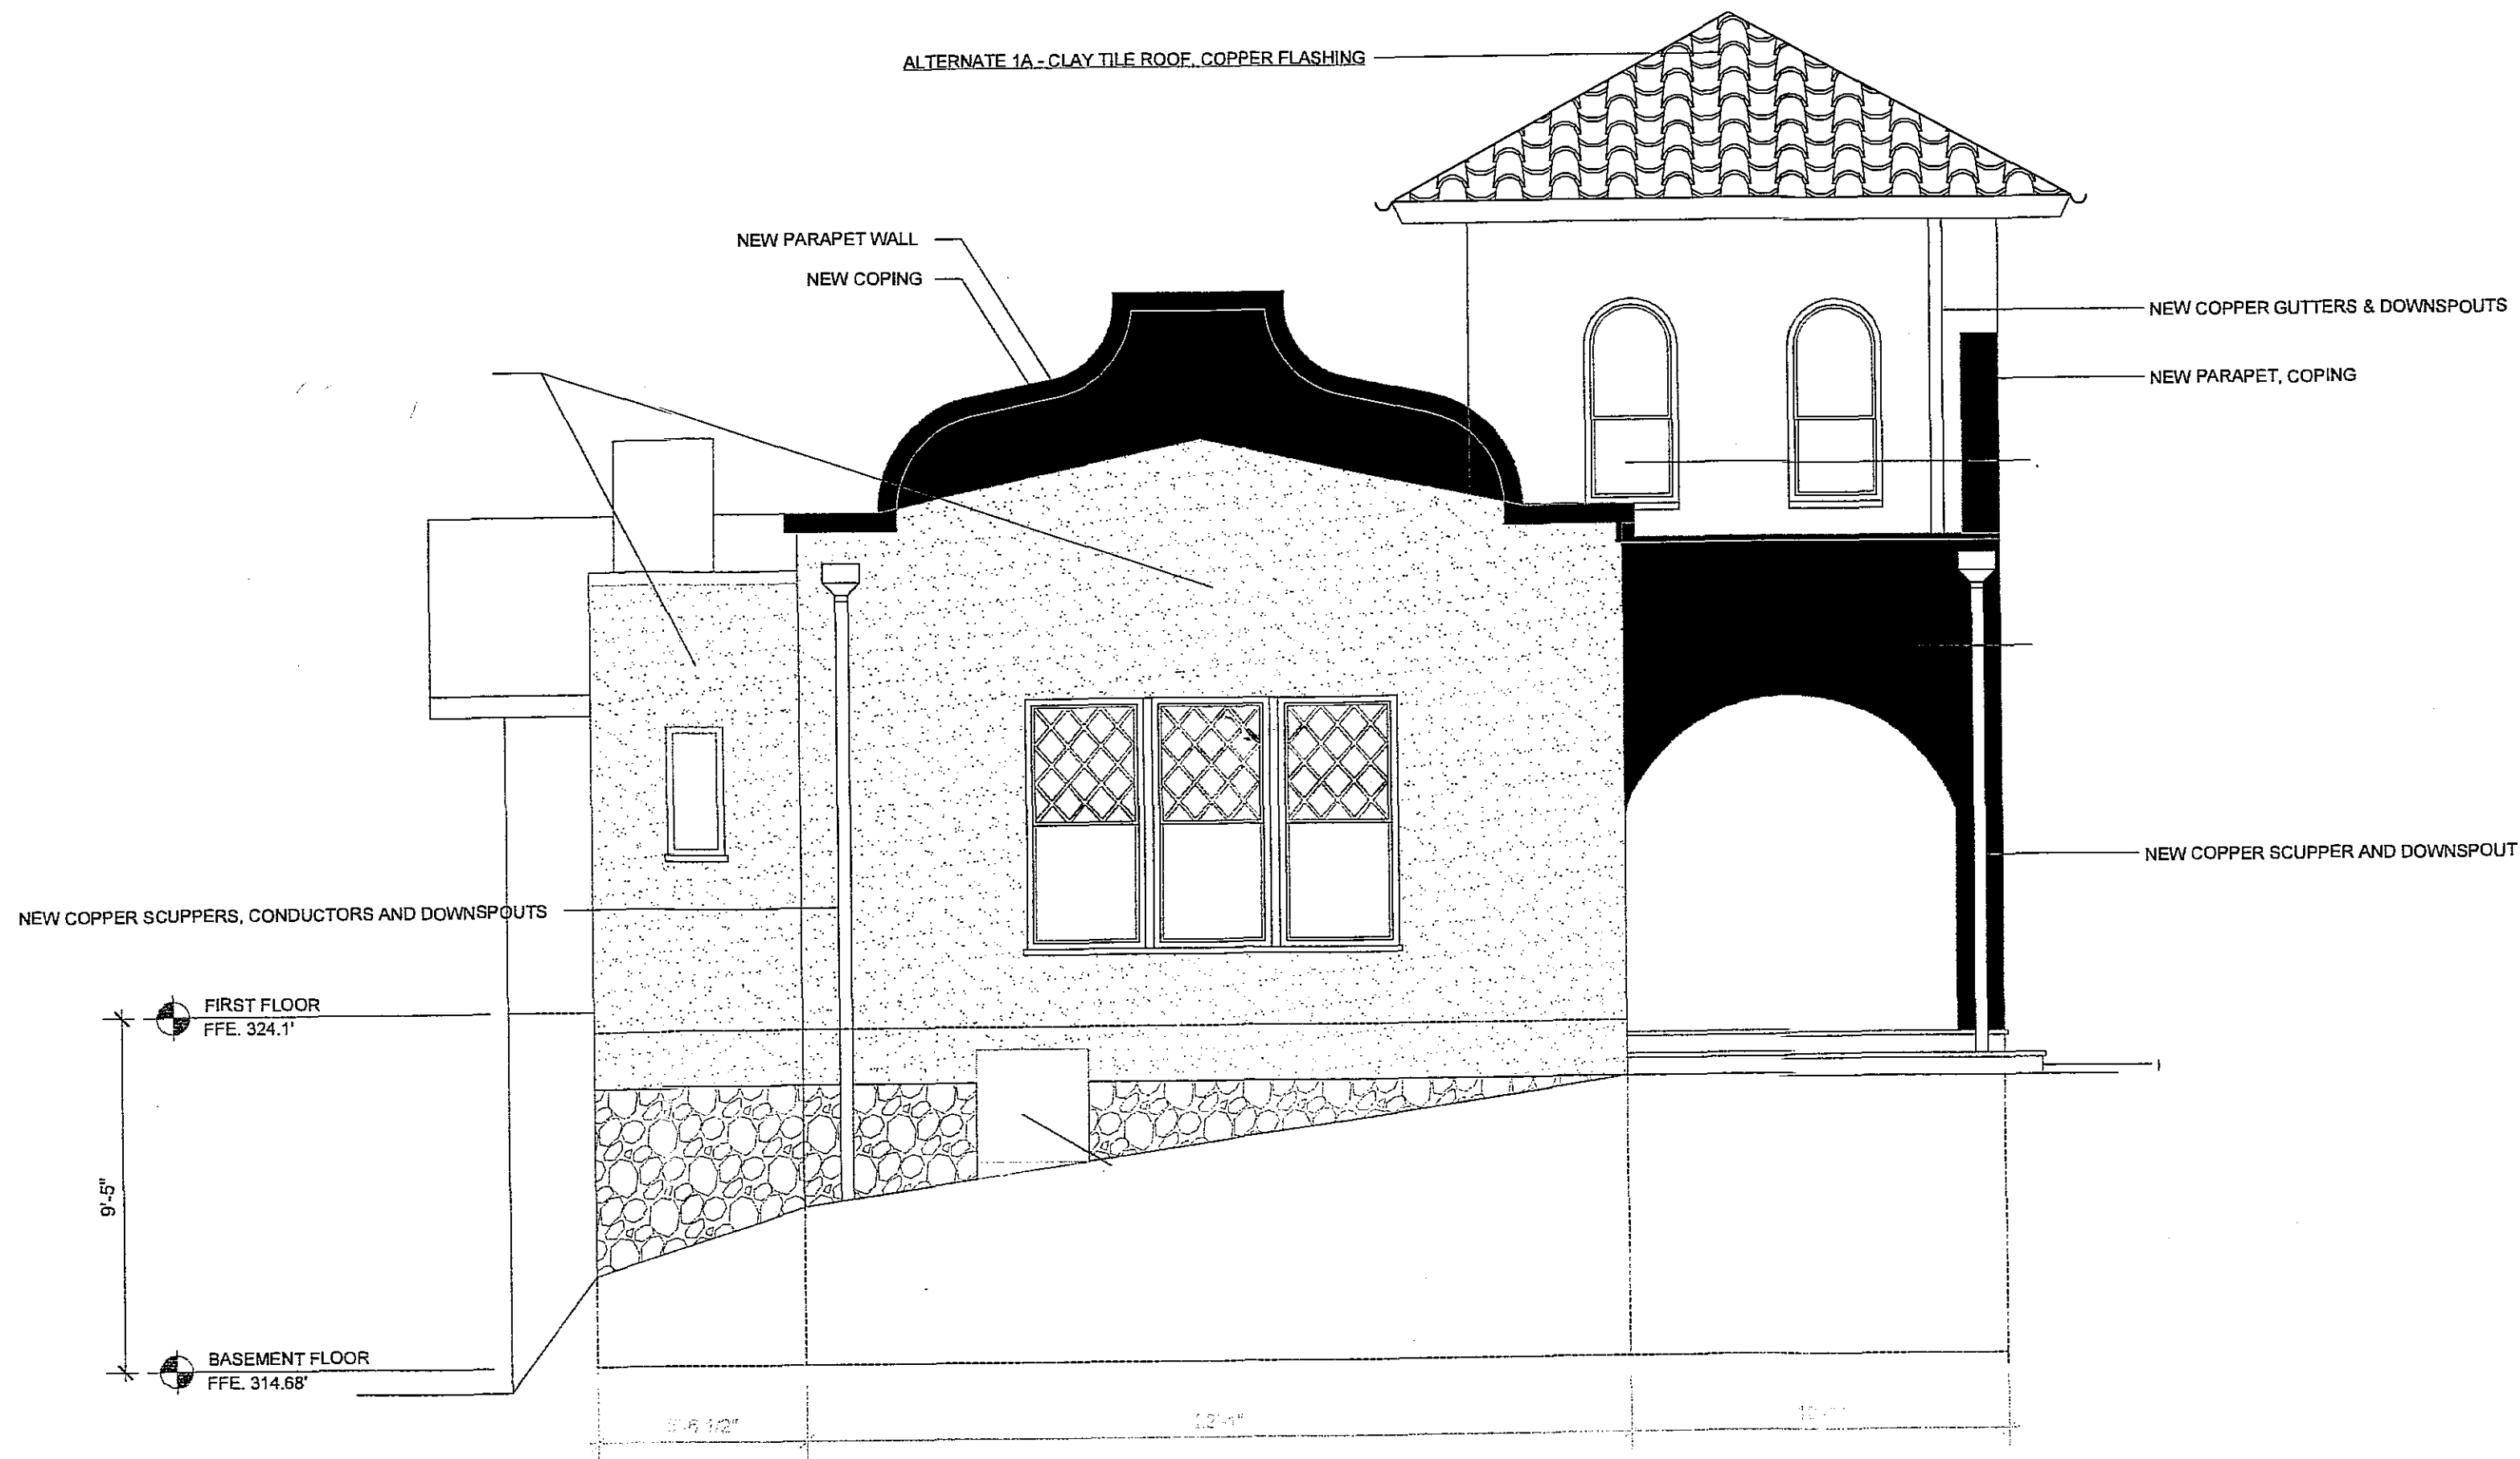 ALTERNATE 1A - CLAY TILE ROOF, COPPER FLASHING
NEW PARAPET WALL
NEW COPING
NEW COPPER GUTTERS & DOWNSPOUTS
NEW PARAPET, COPING
NEW COPPER SCUPPER AND DOWNSPOUT
NEW COPPER SCUPPERS, CONDUCTORS AND DOWNSPOUTS
FIRST FLOOR
FFE. 324.1'
9'-5"
BASEMENT FLOOR
FFE. 314.68'